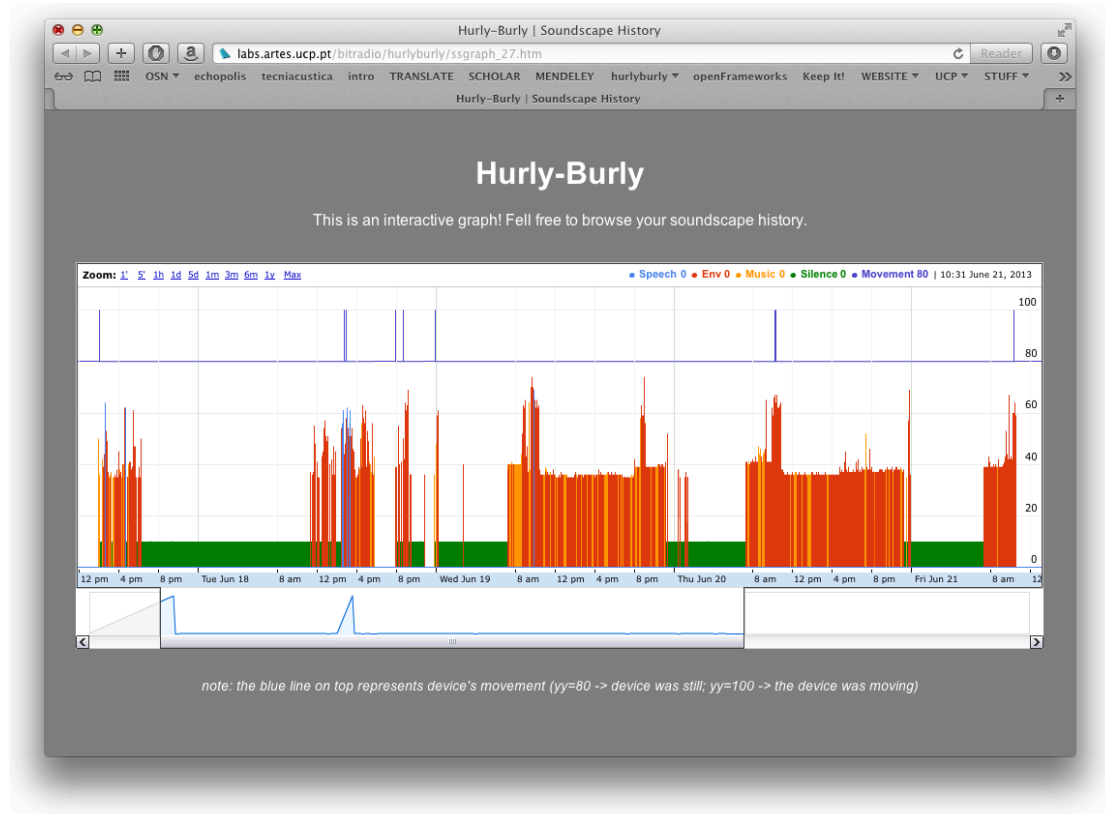 Hurly-Burly | Soundscape History
labs.artes.ucp.pt/bitradio/hurlyburly/ssgraph_27.htm
Reader
OSN echopolis tecniacustica intro TRANSLATE SCHOLAR MENDELEY hurlyburly openFrameworks Keep It! WEBSITE UCP STUFF
Hurly-Burly | Soundscape History
Hurly-Burly
This is an interactive graph! Fell free to browse your soundscape history.
Zoom: 1' 5' 1h 1d 5d 1m 3m 6m 1y Max
Speech 0 Env 0 Music 0 Silence 0 Movement 80 | 10:31 June 21, 2013
100
80
60
40
20
0
12 pm 4 pm 8 pm Tue Jun 18 8 am 12 pm 4 pm 8 pm Wed Jun 19 8 am 12 pm 4 pm 8 pm Thu Jun 20 8 am 12 pm 4 pm 8 pm Fri Jun 21 8 am 12
note: the blue line on top represents device's movement (yy=80 -> device was still; yy=100 -> the device was moving)